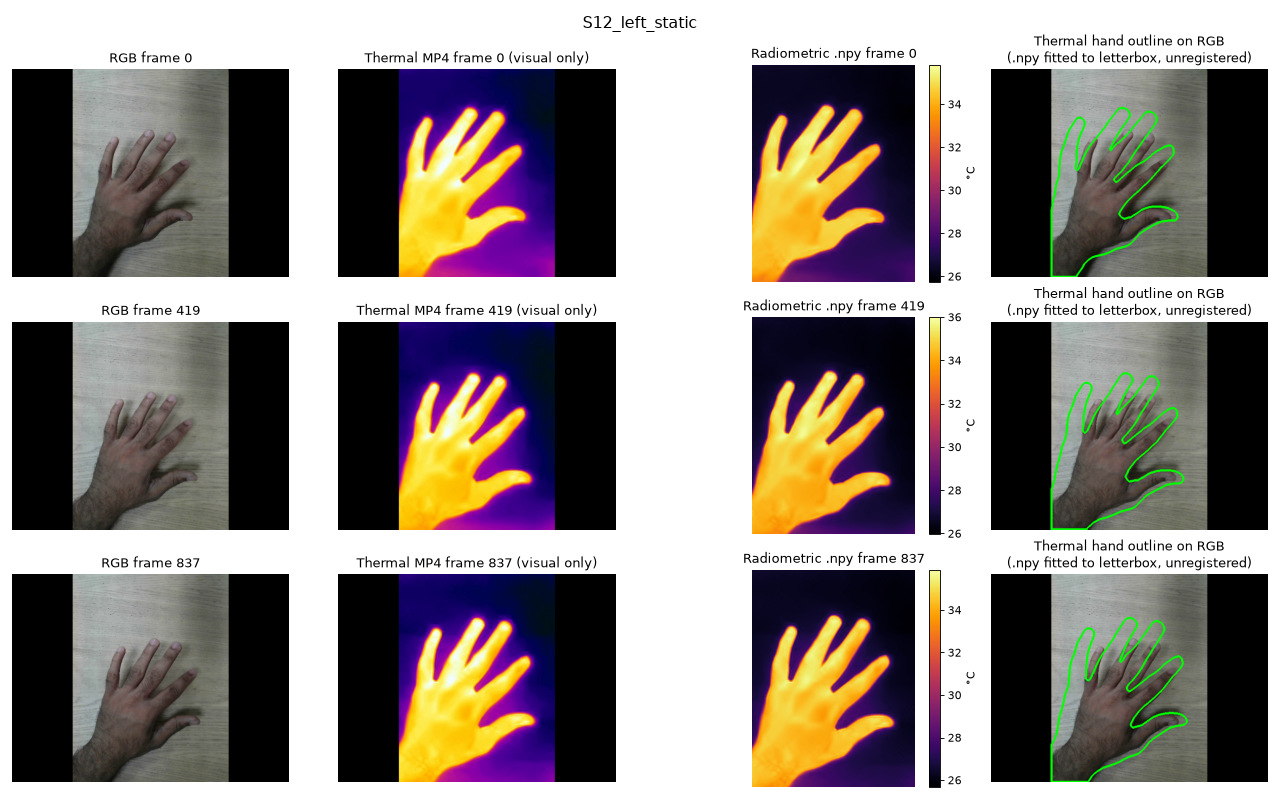 S12_left_static
RGB frame 0
Thermal MP4 frame 0 (visual only)
Radiometric .npy frame 0
Thermal hand outline on RGB
(.npy fitted to letterbox, unregistered)
34
32
30
28
26
°C
RGB frame 419
Thermal MP4 frame 419 (visual only)
Radiometric .npy frame 419
Thermal hand outline on RGB
(.npy fitted to letterbox, unregistered)
36
34
32
30
28
26
°C
RGB frame 837
Thermal MP4 frame 837 (visual only)
Radiometric .npy frame 837
Thermal hand outline on RGB
(.npy fitted to letterbox, unregistered)
34
32
30
28
26
°C